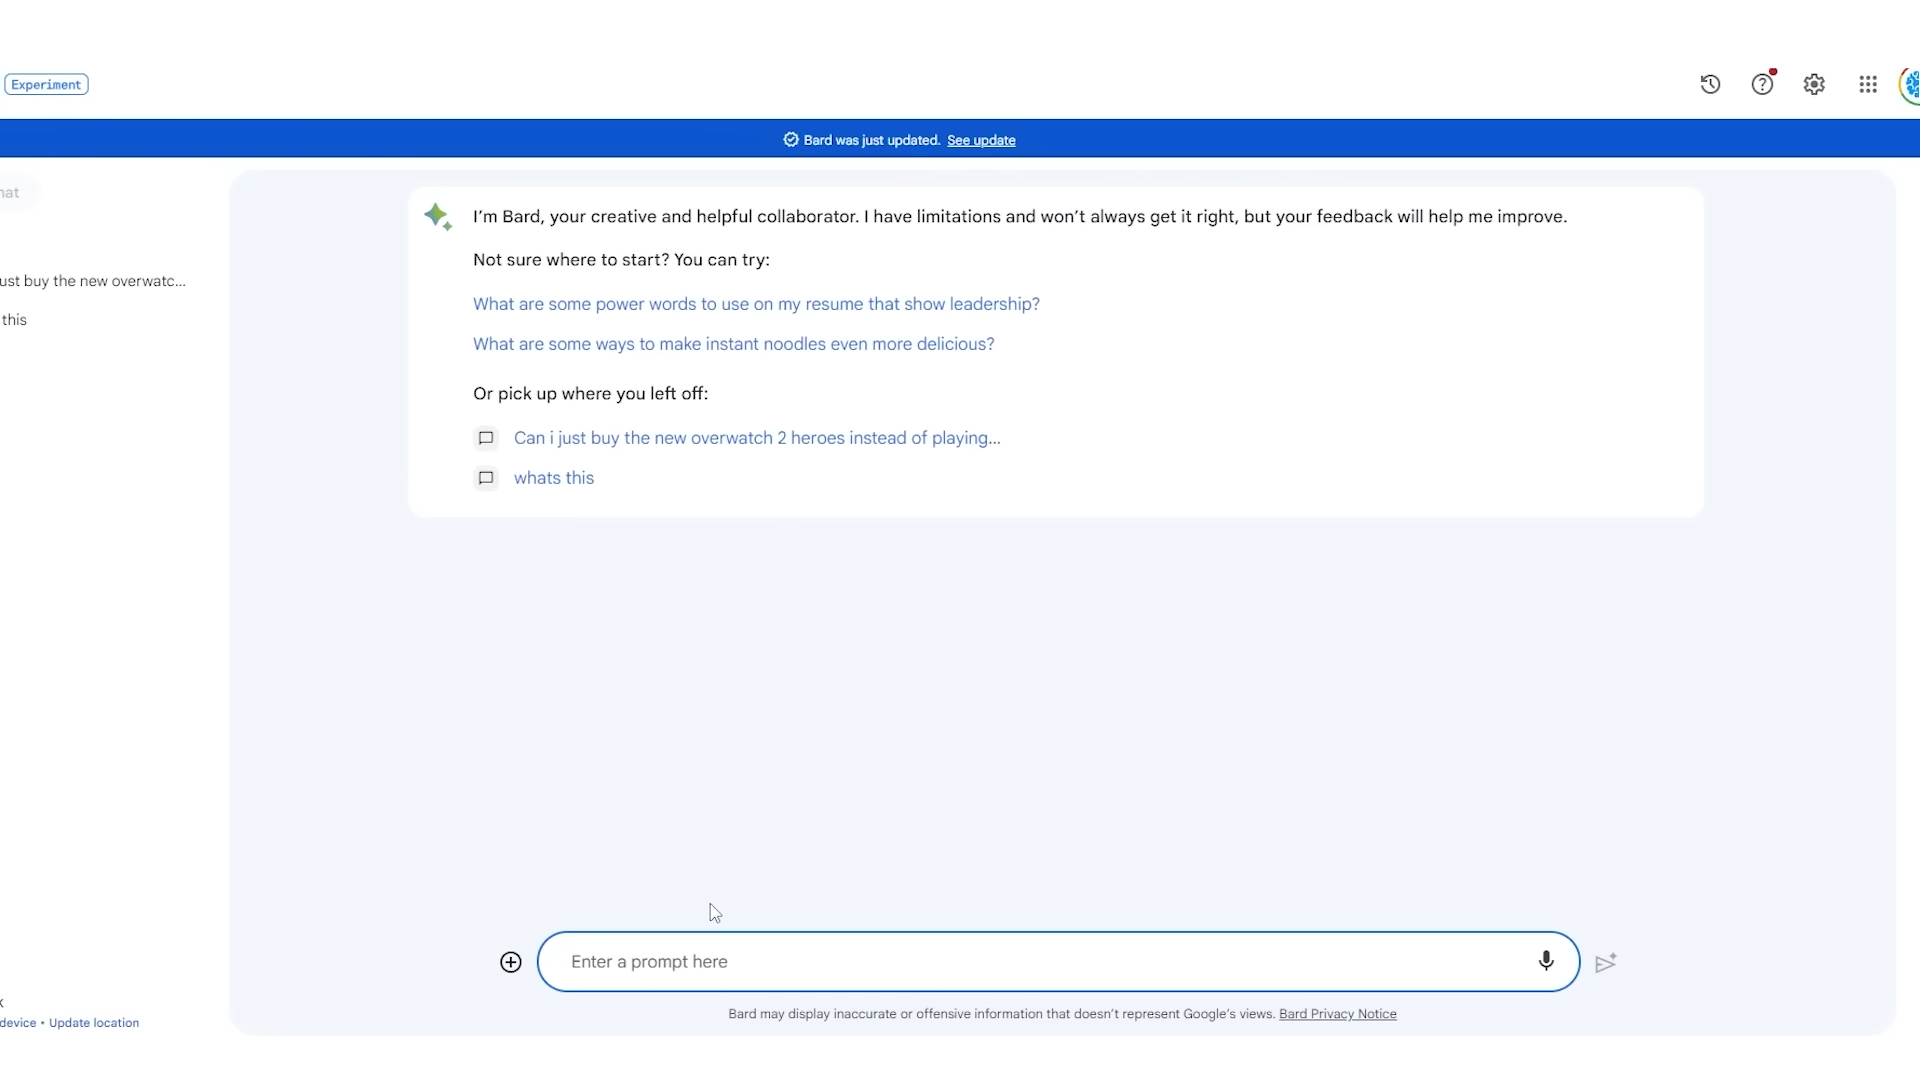 Experiment
Bard was just updated. See update
hat
I'm Bard, your creative and helpful collaborator. I have limitations and won't always get it right, but your feedback will help me improve.
Not sure where to start? You can try:
ust buy the new overwatc...
What are some power words to use on my resume that show leadership?
this
What are some ways to make instant noodles even more delicious?
Or pick up where you left off:
Can i just buy the new overwatch 2 heroes instead of playing...
whats this
Enter a prompt here
Bard may display inaccurate or offensive information that doesn't represent Google's views. Bard Privacy Notice
device • Update location